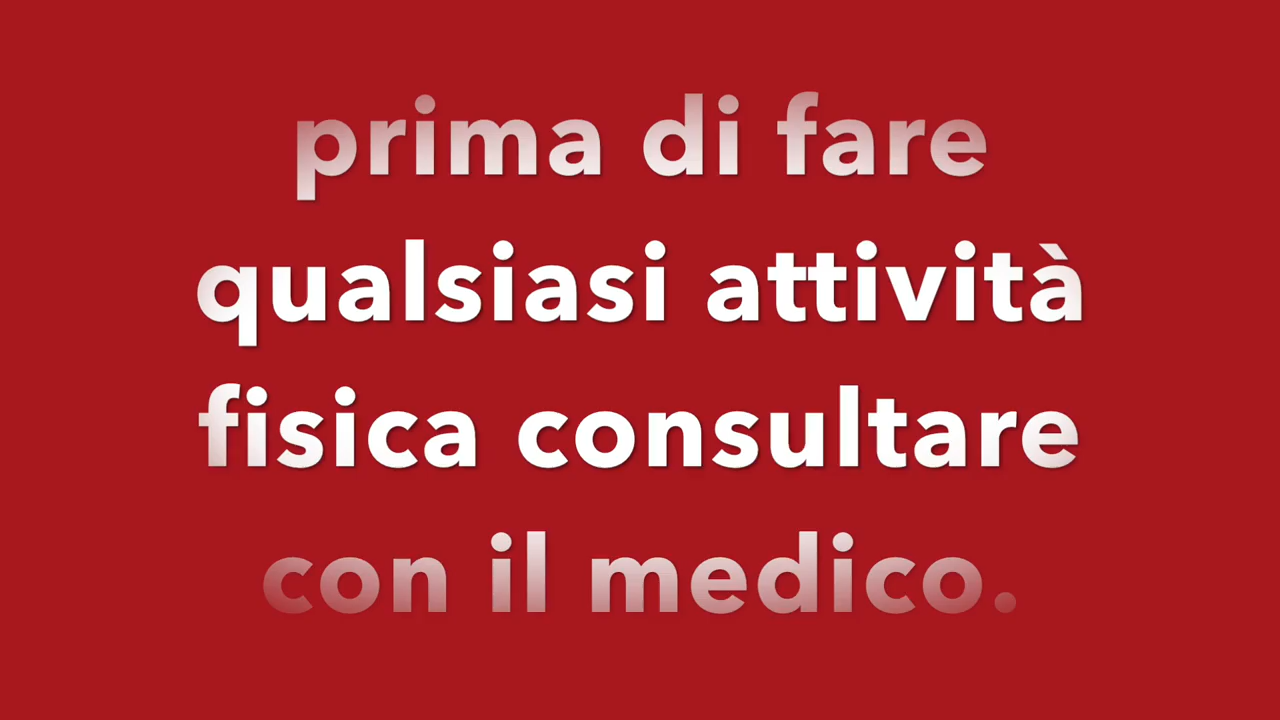 prima di fare
qualsiasi attività
fisica consultare
con il medico.